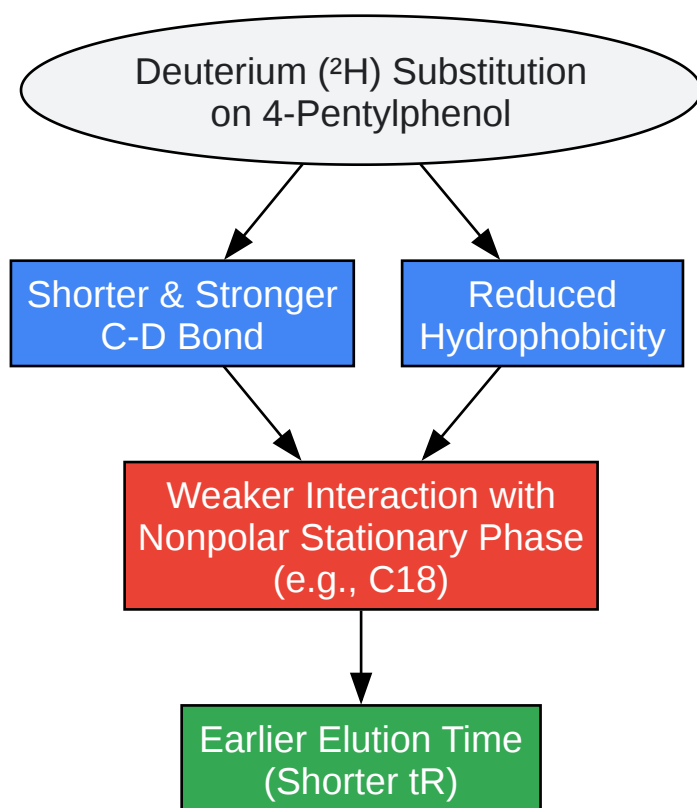 Deuterium (²H) Substitution
on 4-Pentylphenol
Shorter & Stronger
C-D Bond
Reduced
Hydrophobicity
Weaker Interaction with
Nonpolar Stationary Phase
(e.g., C18)
Earlier Elution Time
(Shorter tR)